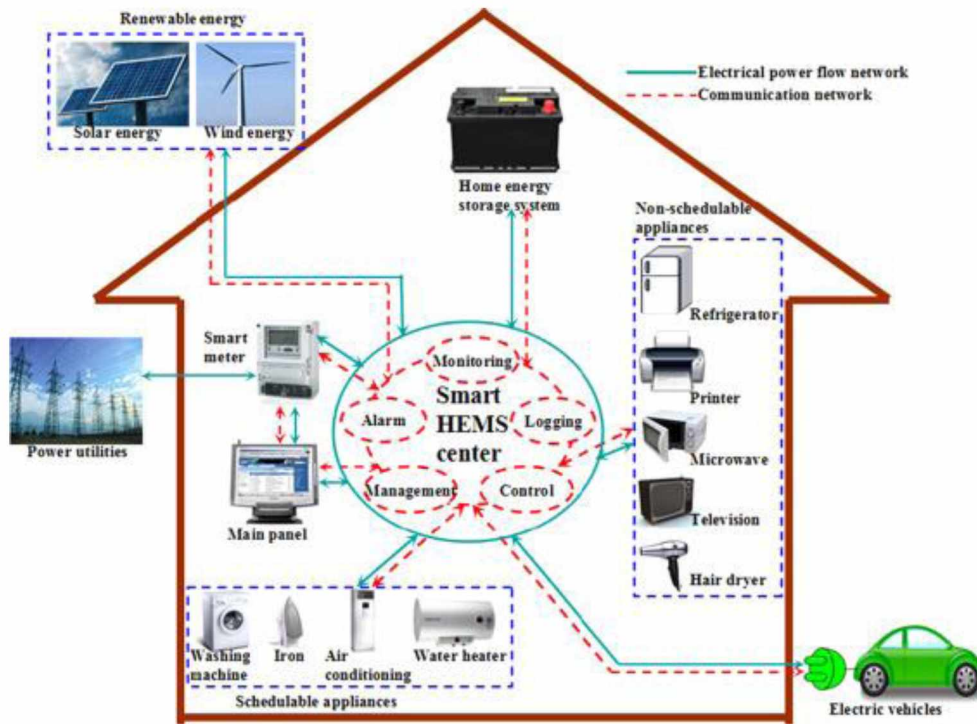 Renewable energy
Solar energy
Wind energy
Electrical power flow network
Communication network
Home energy
storage system
Non-schedulable
appliances
Refrigerator
Printer
Microwave
Television
Hair dryer
Smart
meter
Power utilities
Main panel
Monitoring
Alarm
Smart
HEMS
center
Logging
Management
Control
Washing
machine
Iron
Air
conditioning
Water heater
Schedulable appliances
Electric vehicles